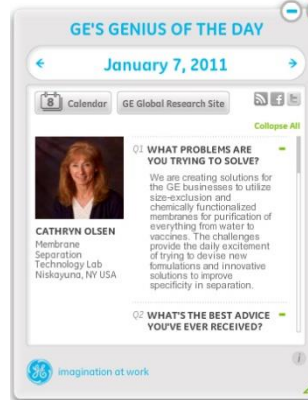 GE'S GENIUS OF THE DAY
January 7, 2011
8 Calendar
GE Global Research Site
Collapse All
CATHRYN OLSEN
Membrane
Separation
Technology Lab
Niskayuna, NY USA
Q1 WHAT PROBLEMS ARE
YOU TRYING TO SOLVE?
We are creating solutions for
the GE businesses to utilize
size-exclusion and
chemically functionalized
membranes for purification of
everything from water to
vaccines. The challenges
provide the daily excitement
of trying to devise new
formulations and innovative
solutions to improve
specificity in separation.
Q2 WHAT'S THE BEST ADVICE
YOU'VE EVER RECEIVED?
GE imagination at work